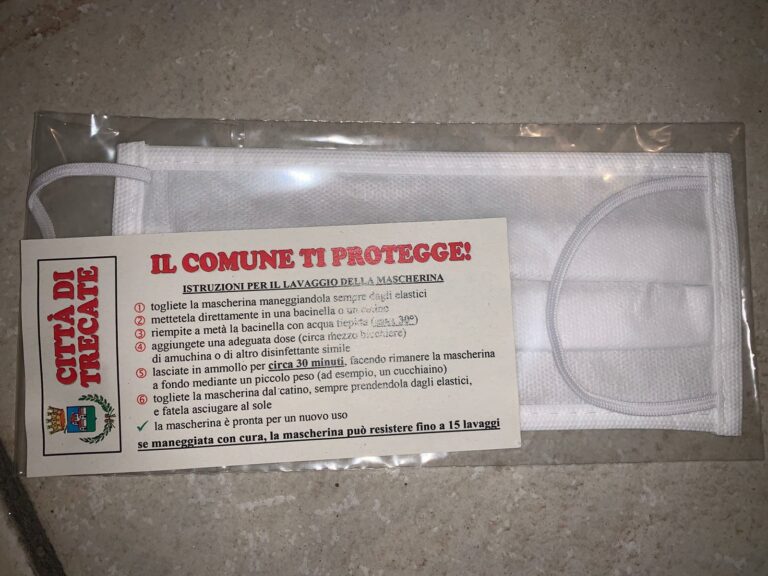 CITTÀ DI
TRECATE
IL COMUNE TI PROTEGGE!
ISTRUZIONI PER IL LAVAGGIO DELLA MASCHERINA
① togliete la mascherina maneggiandola sempre dagli elastici
② mettetela direttamente in una bacinella o un catino
③ riempite a metà la bacinella con acqua tiepida (max 30°)
④ aggiungete una adeguata dose (circa mezzo bicchiere)
di amuchina o di altro disinfettante simile
⑤ lasciate in ammollo per circa 30 minuti, facendo rimanere la mascherina
a fondo mediante un piccolo peso (ad esempio, un cucchiaino)
⑥ togliete la mascherina dal catino, sempre prendendola dagli elastici,
e fatela asciugare al sole
✓ la mascherina è pronta per un nuovo uso
se maneggiata con cura, la mascherina può resistere fino a 15 lavaggi